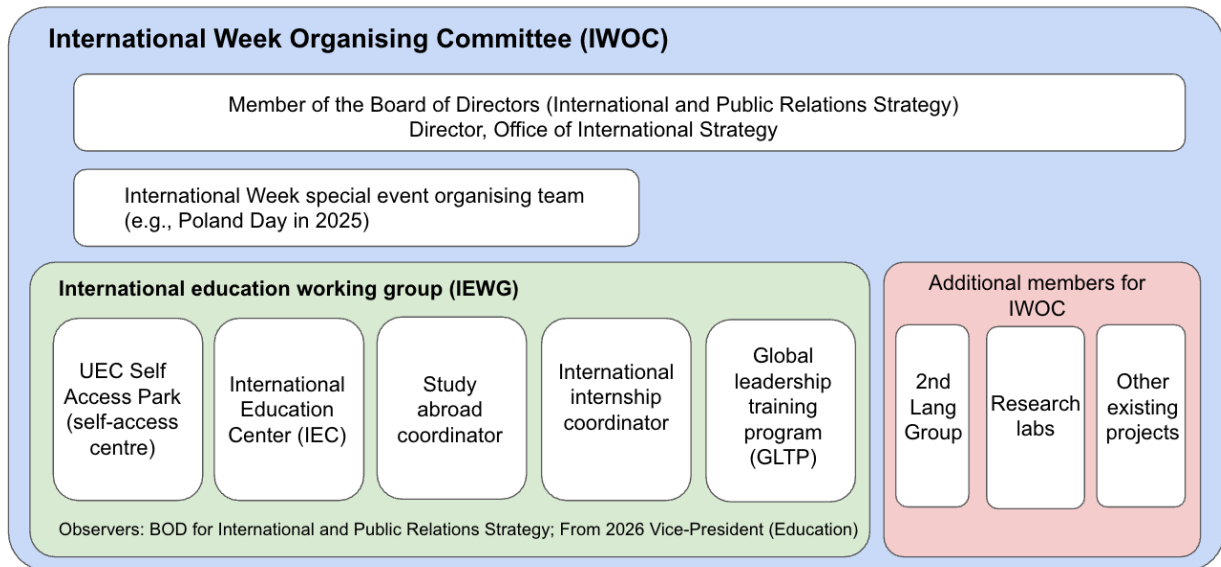 International Week Organising Committee (IWOC)
Member of the Board of Directors (International and Public Relations Strategy)
Director, Office of International Strategy
International Week special event organising team
(e.g., Poland Day in 2025)
International education working group (IEWG)
UEC Self
Access Park
(self-access
centre)
International
Education
Center (IEC)
Study
abroad
coordinator
International
internship
coordinator
Global
leadership
training
program
(GLTP)
Observers: BOD for International and Public Relations Strategy; From 2026 Vice-President (Education)
Additional members for
IWOC
2nd
Lang
Group
Research
labs
Other
existing
projects